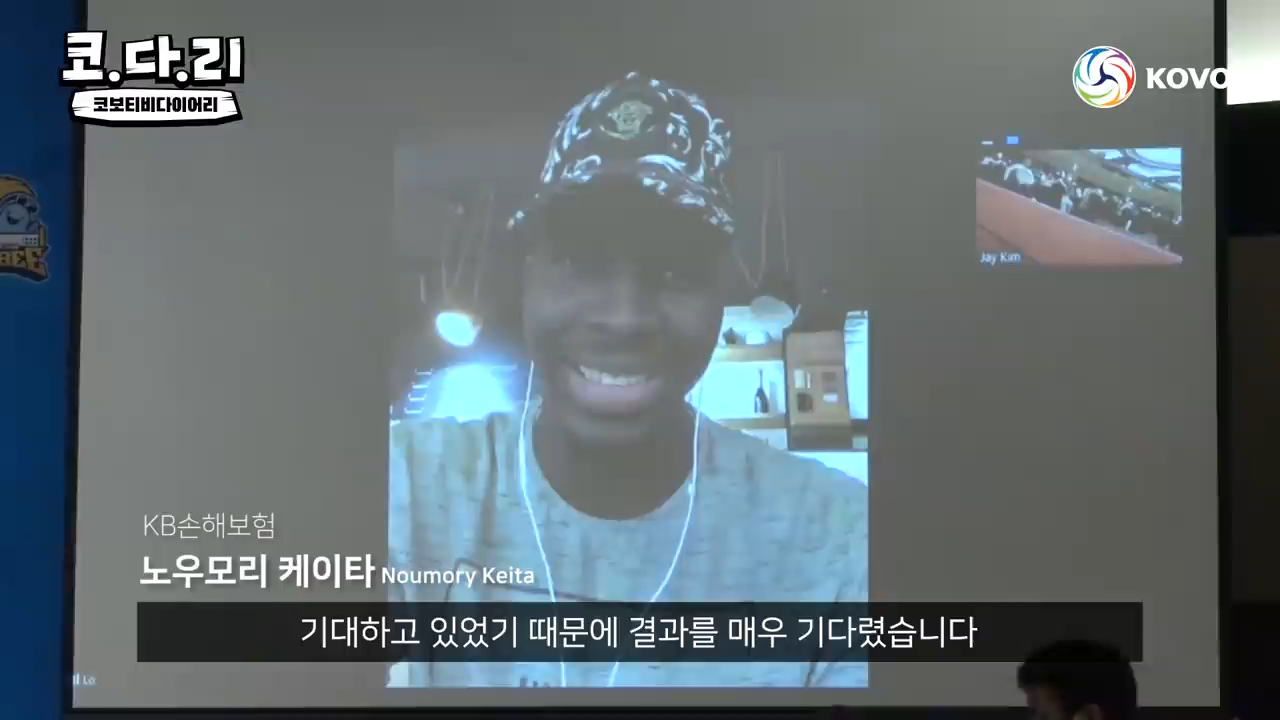 코.다.리
코보티비다이어리
KOVO
BEE
Jay Kim
KB손해보험
노우모리 케이타 Noumory Keita
기대하고 있었기 때문에 결과를 매우 기다렸습니다